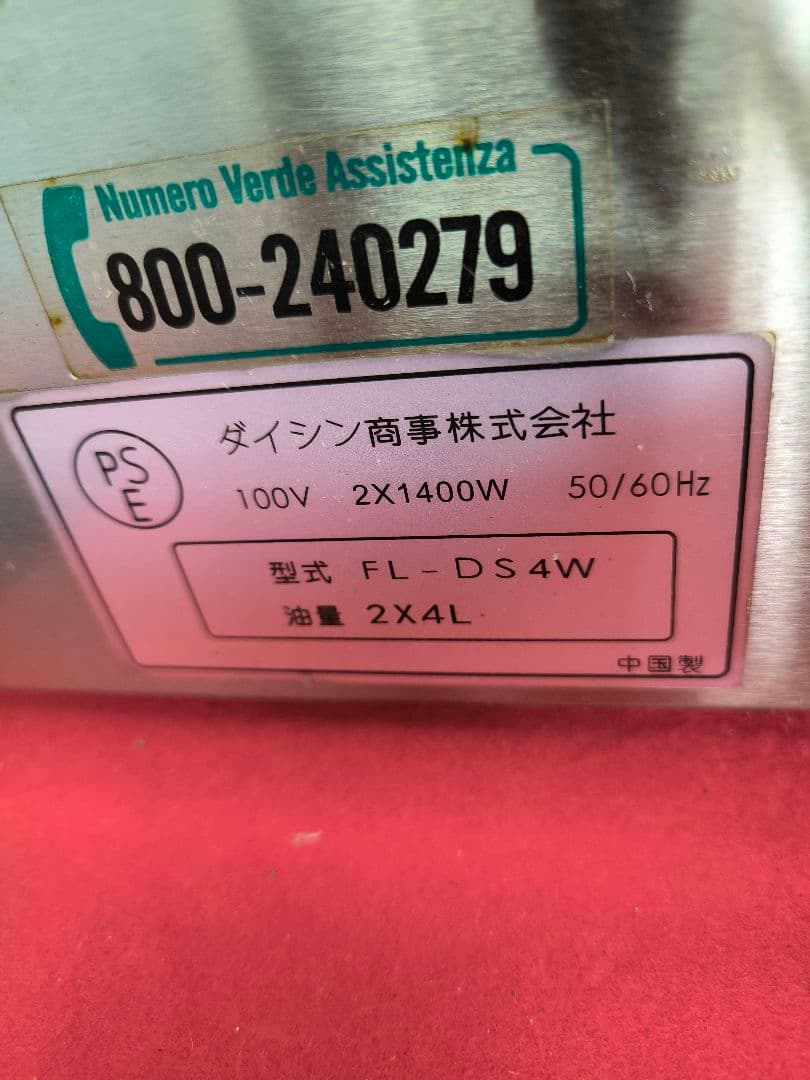 Numero Verde Assistenza
800-240279
PS
E
ダイシン商事株式会社
100V 2X1400W 50/60Hz
型式 FL-DS4W
油量 2X4L
中国製